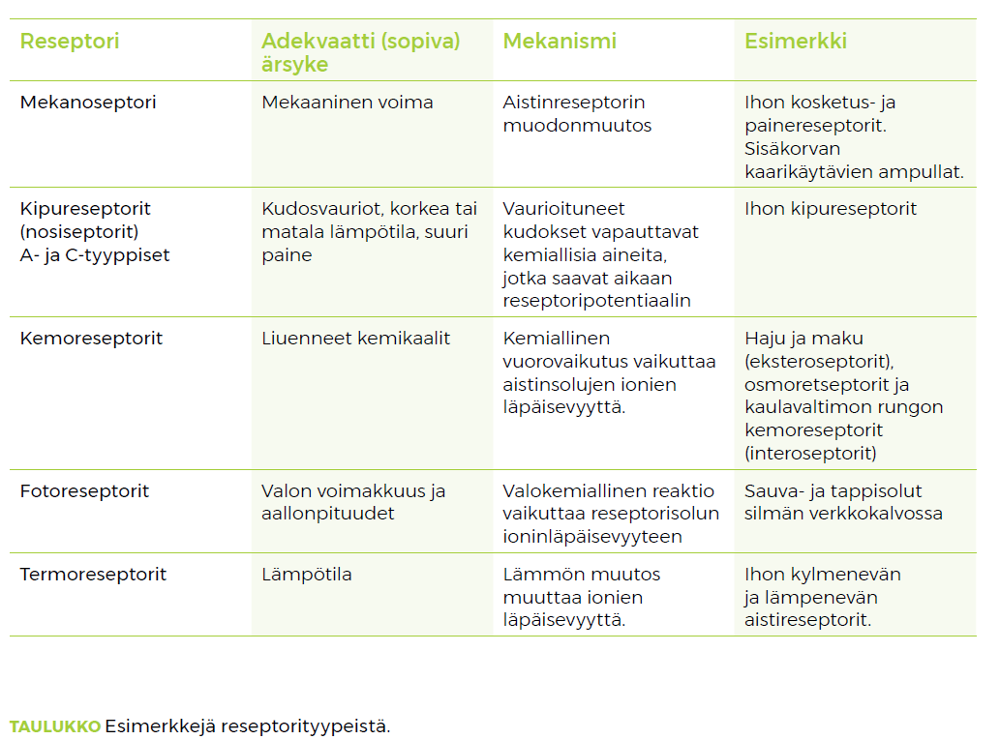 Reseptori
Adekvaatti (sopiva)
ärsyke
Mekanismi
Esimerkki
Mekanoseptori
Mekaaninen voima
Aistinreseptorin
muodonmuutos
Ihon kosketus- ja
painereseptorit.
Sisäkorvan
kaarikäytävien ampullat.
Kipureseptorit
(nosiseptorit)
A- ja C-tyyppiset
Kudosvauriot, korkea tai
matala lämpötila, suuri
paine
Vaurioituneet
kudokset vapauttavat
kemiallisia aineita,
jotka saavat aikaan
reseptoripotentiaalin
Ihon kipureseptorit
Kemoreseptorit
Liuenneet kemikaalit
Kemiallinen
vuorovaikutus vaikuttaa
aistinsolujen ionien
läpäisevyyttä.
Haju ja maku
(eksteroseptorit),
osmoretseptorit ja
kaulavaltimon rungon
kemoreseptorit
(interoseptorit)
Fotoreseptorit
Valon voimakkuus ja
aallonpituudet
Valokemiallinen reaktio
vaikuttaa reseptorisolun
ioninläpäisevyyteen
Sauva- ja tappisolut
silmän verkkokalvossa
Termoreseptorit
Lämpötila
Lämmön muutos
muuttaa ionien
läpäisevyyttä.
Ihon kylmenevän
ja lämpenevän
aistireseptorit.
TAULUKKO Esimerkkejä reseptorityypeistä.